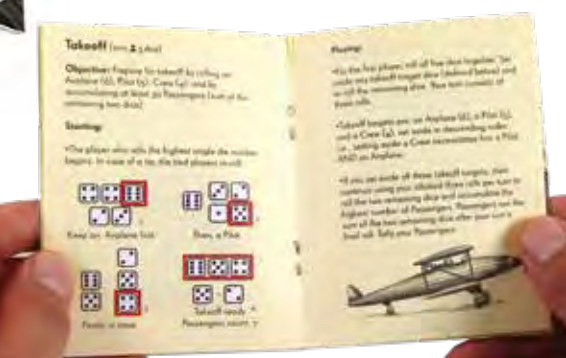 Takeoff
Objective: Prepare for takeoff by rolling an
Airplane (6), Pilot (5), Crew (4) and by
accumulating at least 30 Passengers (sum of the
remaining two dice)
Starting:
•The player who rolls the highest single die number
begins. In case of a tie, the tied players reroll.
Keep an Airplane first
Then, a Pilot
Finally, a crew
Takeoff ready
Passengers count 7
Playing:
•For the first player, roll all five dice together. Set
aside any takeoff target dice (defined below) and
re-roll the remaining dice. Your turn consists of
three rolls.
•Takeoff targets are: an Airplane (6), a Pilot (5),
and a Crew (4), set aside in descending order,
i.e., setting aside a Crew necessitates first a Pilot
AND an Airplane.
•If you set aside all three takeoff targets, then
continue using your allotted three rolls per turn to
roll the two remaining dice and accumulate the
highest number of Passengers. Passengers are the
sum of the two remaining dice after your turn's
final roll. Tally your Passengers.